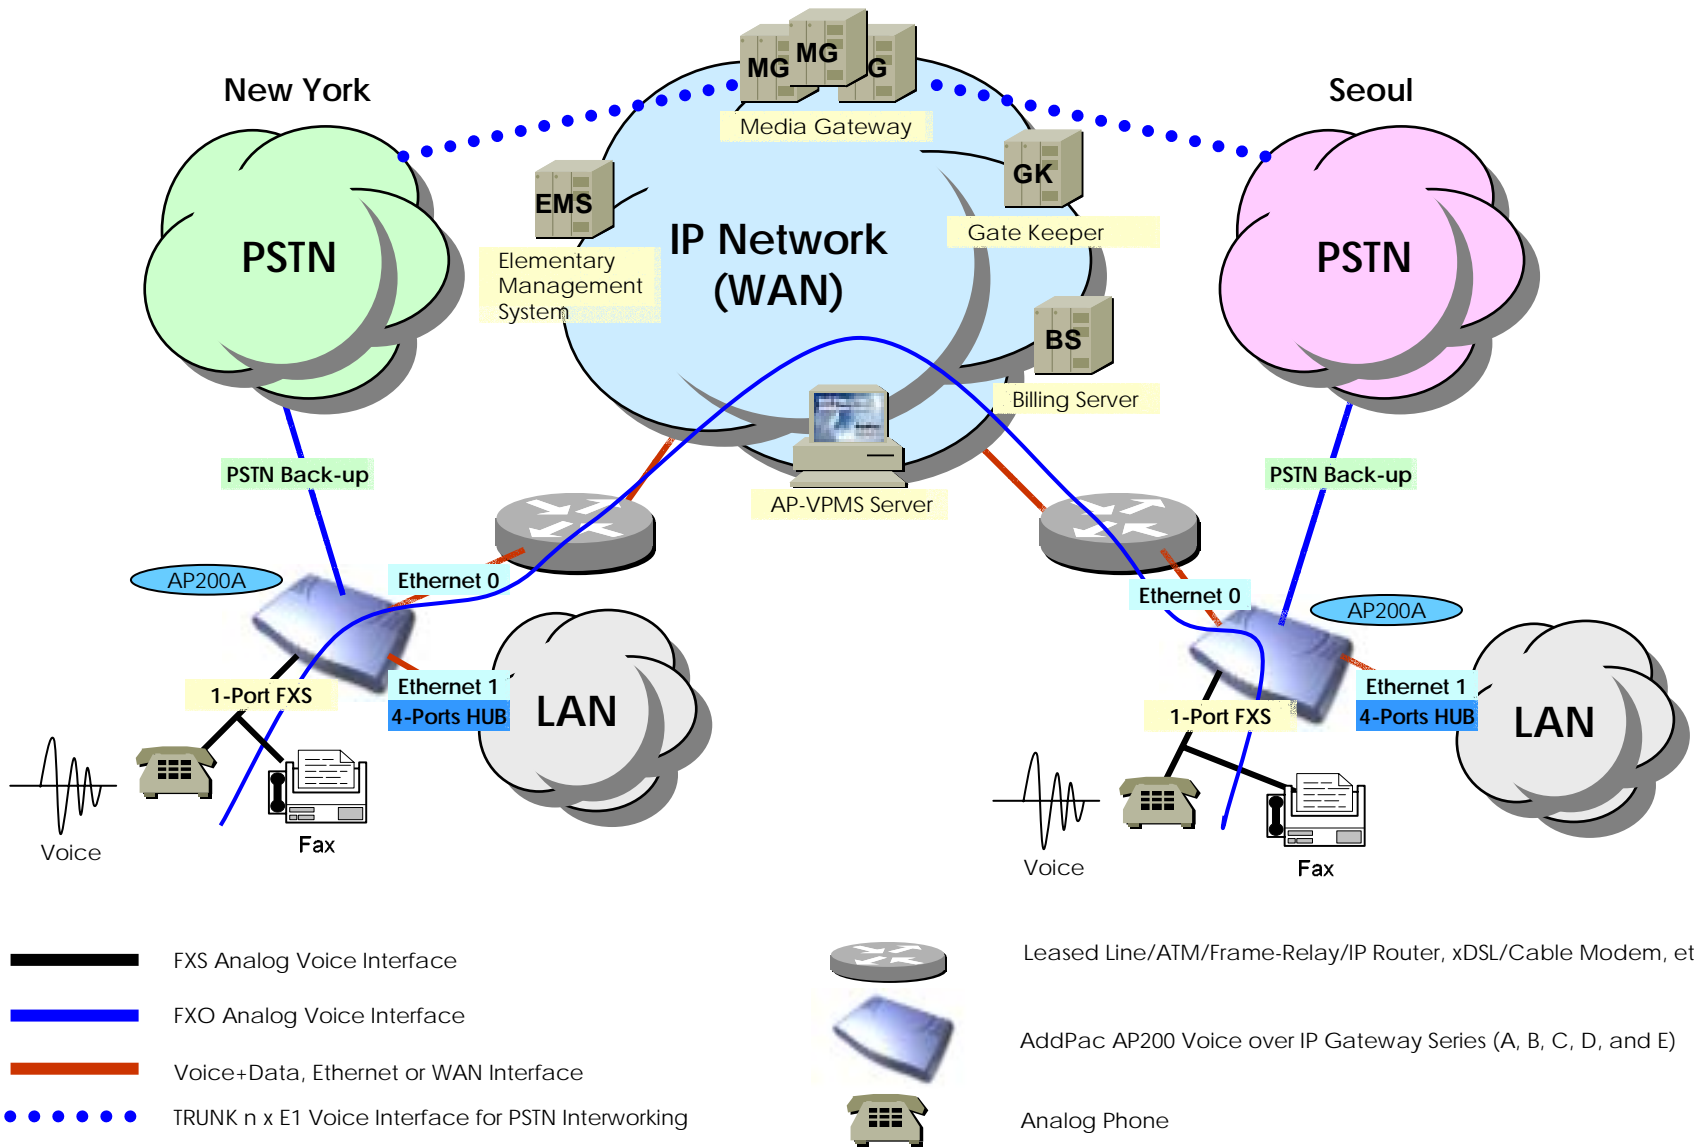 New York
Seoul
MG
MG
G
Media Gateway
EMS
GK
PSTN
IP Network
(WAN)
Gate Keeper
PSTN
Elementary
Management
System
BS
Billing Server
PSTN Back-up
AP-VPMS Server
PSTN Back-up
AP200A
Ethernet 0
Ethernet 0
AP200A
1-Port FXS
Ethernet 1
4-Ports HUB
LAN
1-Port FXS
Ethernet 1
4-Ports HUB
LAN
Voice
Fax
Voice
Fax
FXS Analog Voice Interface
FXO Analog Voice Interface
Voice+Data, Ethernet or WAN Interface
TRUNK n x E1 Voice Interface for PSTN Interworking
Leased Line/ATM/Frame-Relay/IP Router, xDSL/Cable Modem, et
AddPac AP200 Voice over IP Gateway Series (A, B, C, D, and E)
Analog Phone